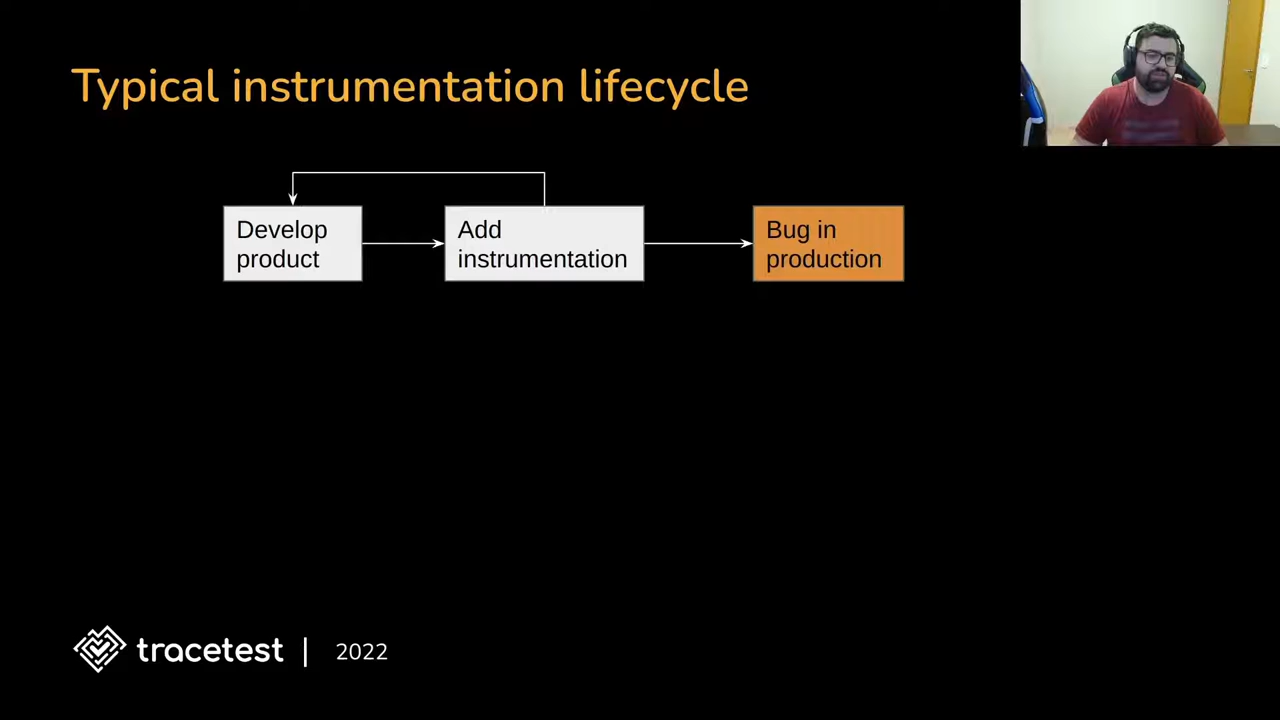 Typical instrumentation lifecycle
Develop
product
Add
instrumentation
Bug in
production
tracetest | 2022